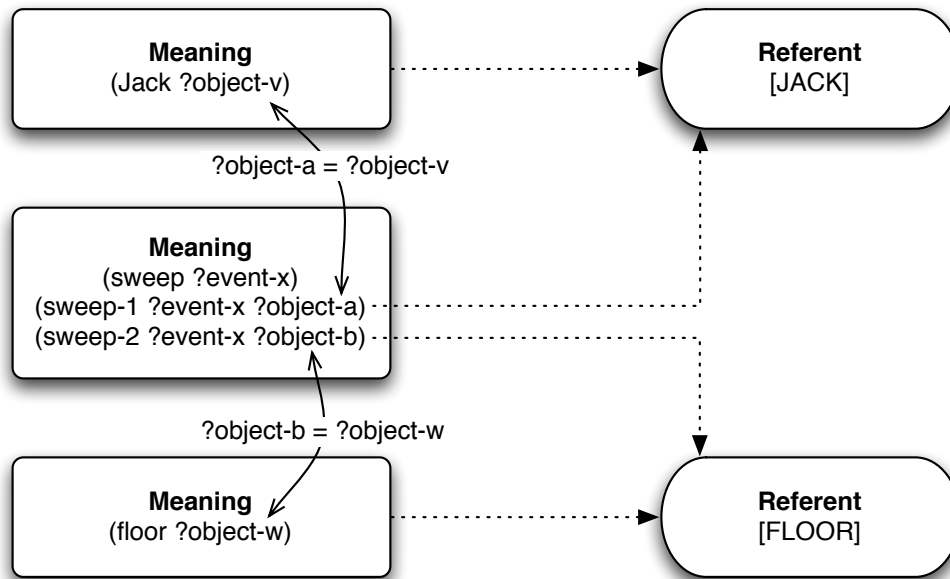 Meaning
(Jack ?object-v)
Referent
[JACK]
?object-a = ?object-v
Meaning
(sweep ?event-x)
(sweep-1 ?event-x ?object-a)
(sweep-2 ?event-x ?object-b)
?object-b = ?object-w
Meaning
(floor ?object-w)
Referent
[FLOOR]